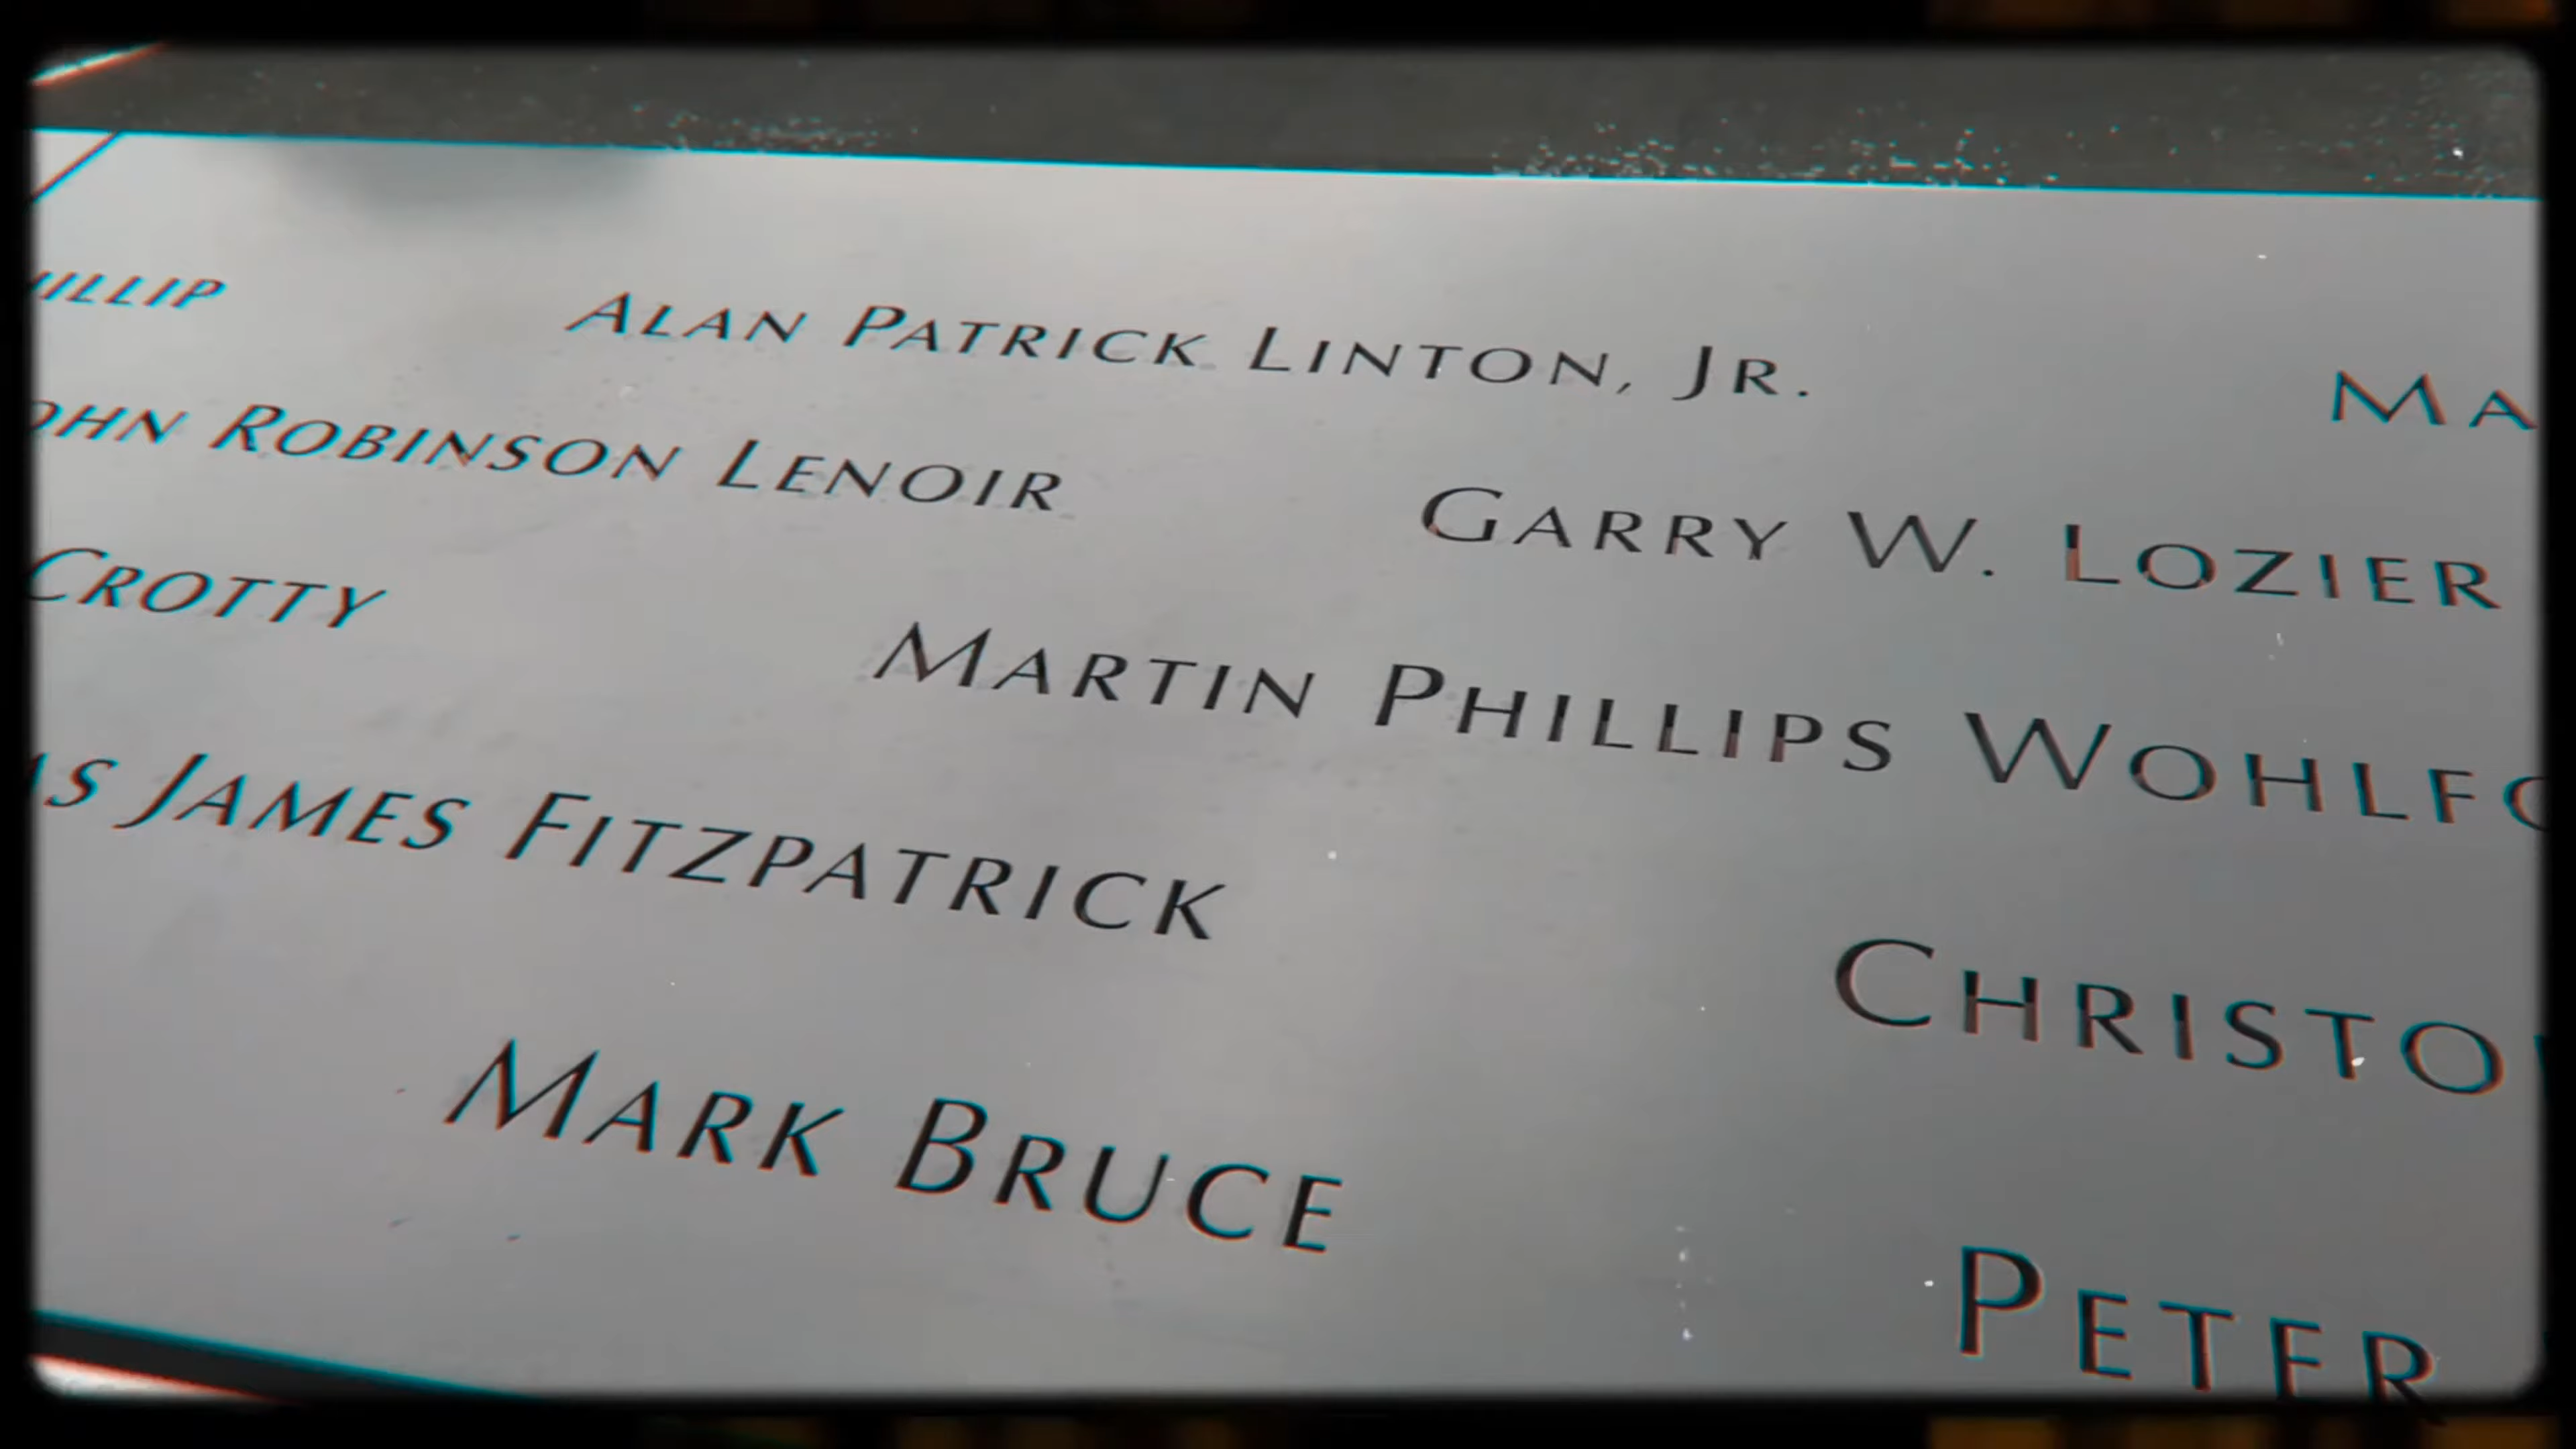 Alan Patrick Linton, Jr.
Robinson Lenoir Garry W. Lozier
Crotty Martin Phillips
James Fitzpatrick
Mark Bruce Peter